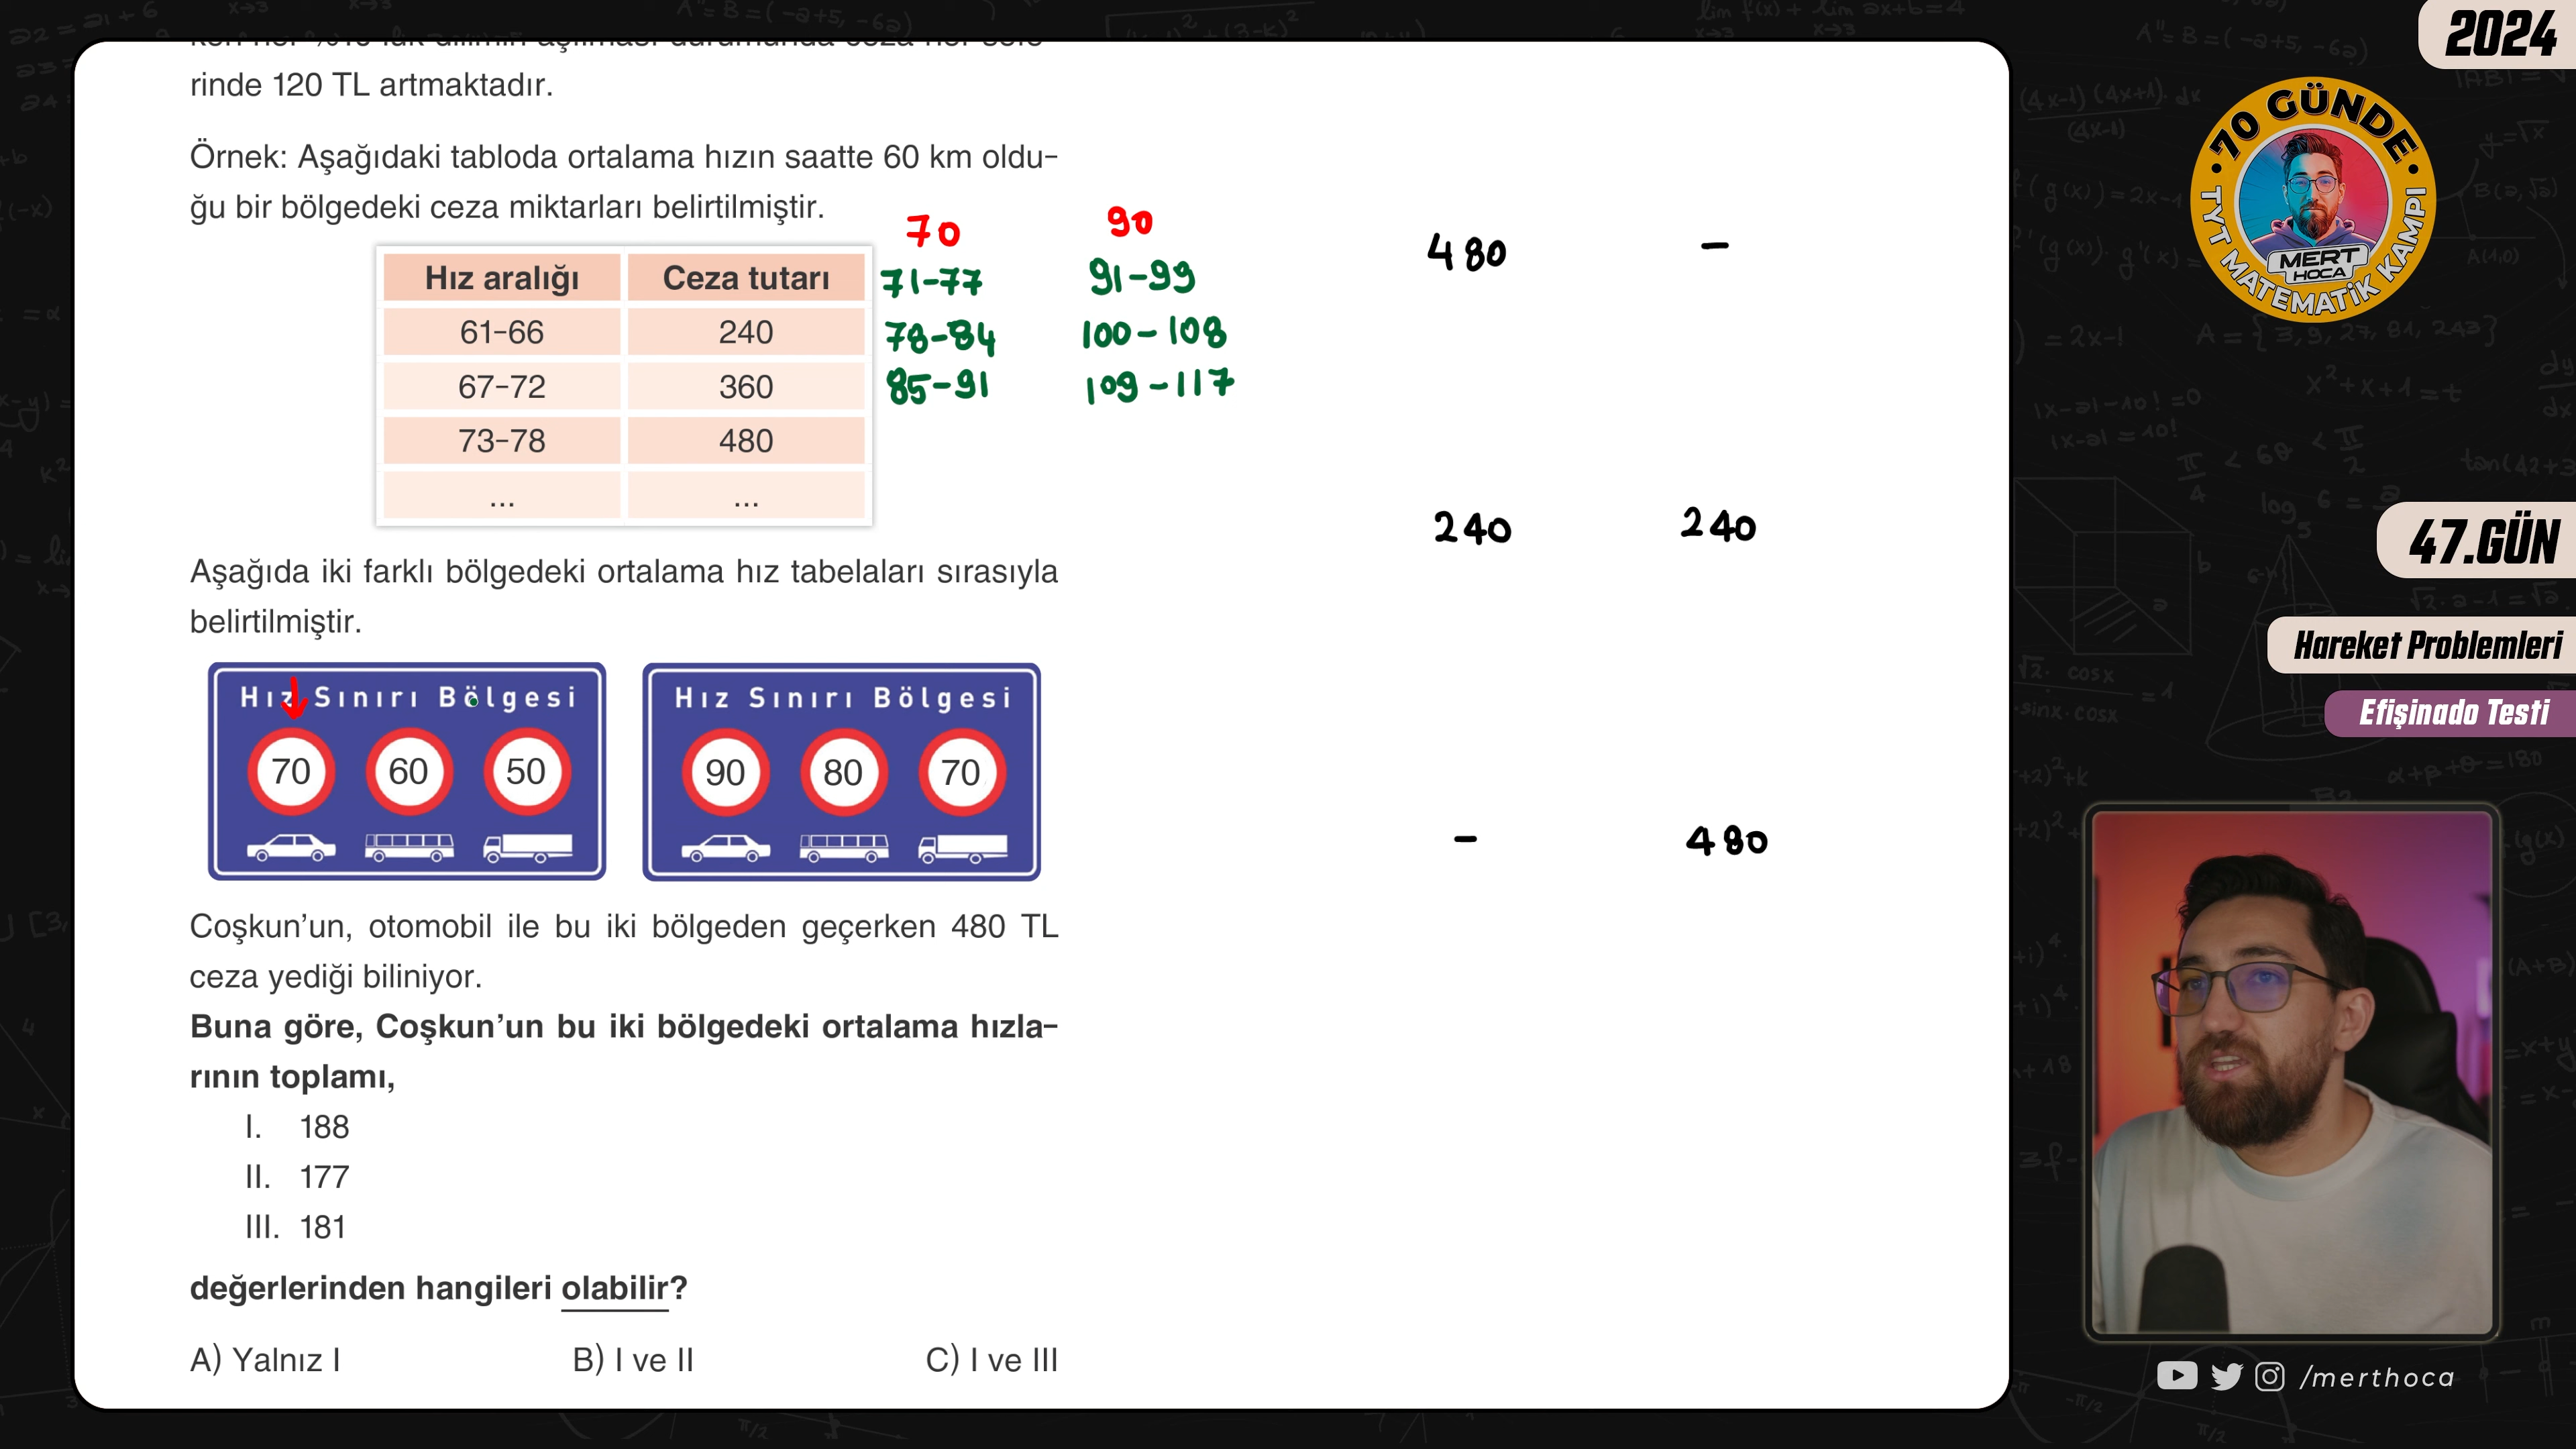 rinde 120 TL artmaktadır.
Örnek: Aşağıdaki tabloda ortalama hızın saatte 60 km oldu-
ğu bir bölgedeki ceza miktarları belirtilmiştir.
Hız aralığı Ceza tutarı
61-66 240
67-72 360
73-78 480
... ...
70 90
71-77 91-99
78-84 100-108
85-91 109-117
480 -
240 240
- 480
Aşağıda iki farklı bölgedeki ortalama hız tabelaları sırasıyla
belirtilmiştir.
Hız Sınırı Bölgesi
70 60 50
Hız Sınırı Bölgesi
90 80 70
Coşkun'un, otomobil ile bu iki bölgeden geçerken 480 TL
ceza yediği biliniyor.
Buna göre, Coşkun'un bu iki bölgedeki ortalama hızla-
rının toplamı,
I. 188
II. 177
III. 181
değerlerinden hangileri olabilir?
A) Yalnız I B) I ve II C) I ve III
2024
70 GÜNDE
TYT MATEMATİK KAMPI
MERT
HOCA
47.GÜN
Hareket Problemleri
Efişinado Testi
/merthoca